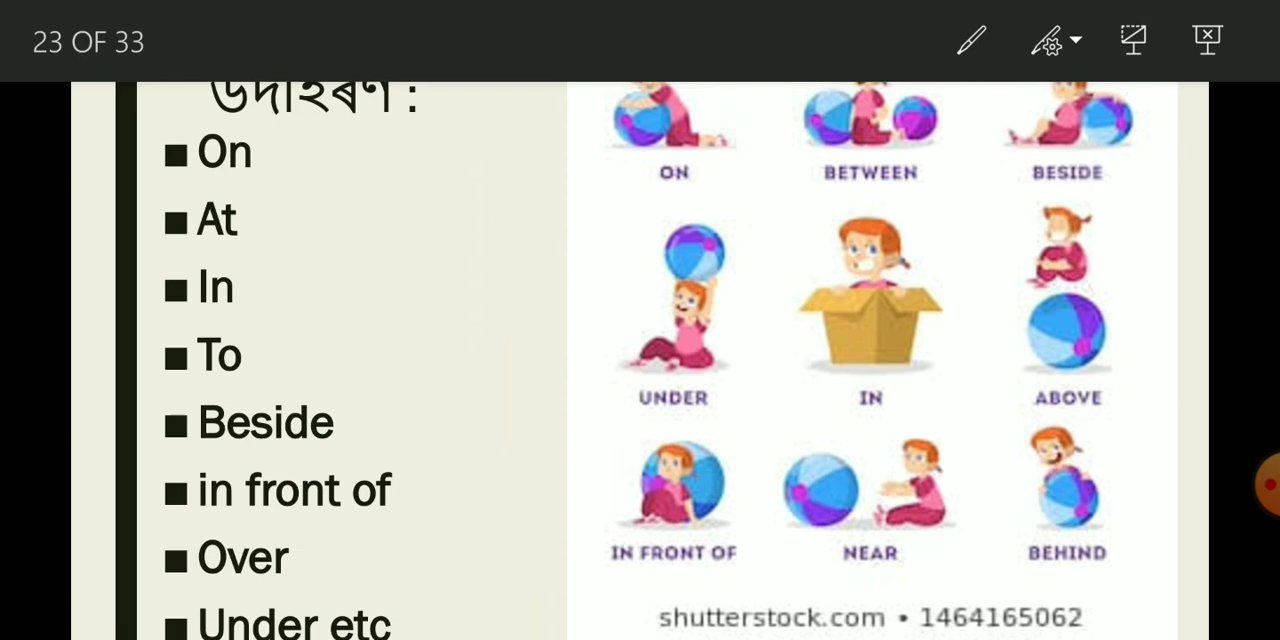 23 OF 33
উদাহৰণ :
■ On
■ At
■ In
■ To
■ Beside
■ in front of
■ Over
■ Under etc
ON BETWEEN BESIDE
UNDER IN ABOVE
IN FRONT OF NEAR BEHIND
shutterstock.com • 1464165062